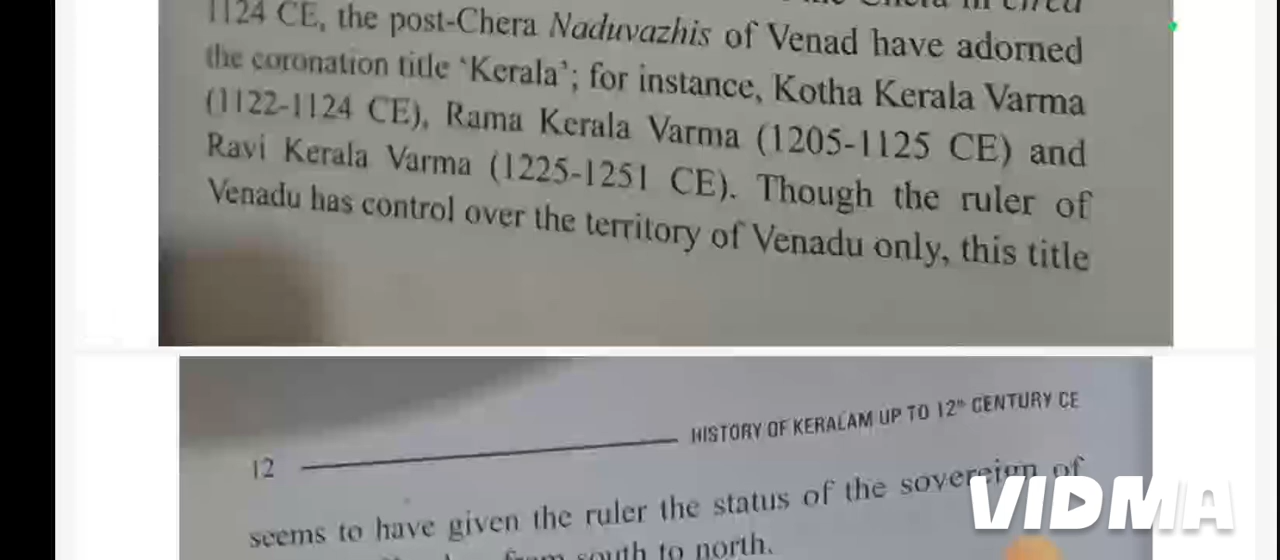 1124 CE, the post-Chera Naduvazhis of Venad have adorned
the coronation title ‘Kerala’; for instance, Kotha Kerala Varma
(1122-1124 CE), Rama Kerala Varma (1205-1125 CE) and
Ravi Kerala Varma (1225-1251 CE). Though the ruler of
Venadu has control over the territory of Venadu only, this title
12 HISTORY OF KERALAM UP TO 12th CENTURY CE
seems to have given the ruler the status of the sovereign of
from south to north.
VIDMA